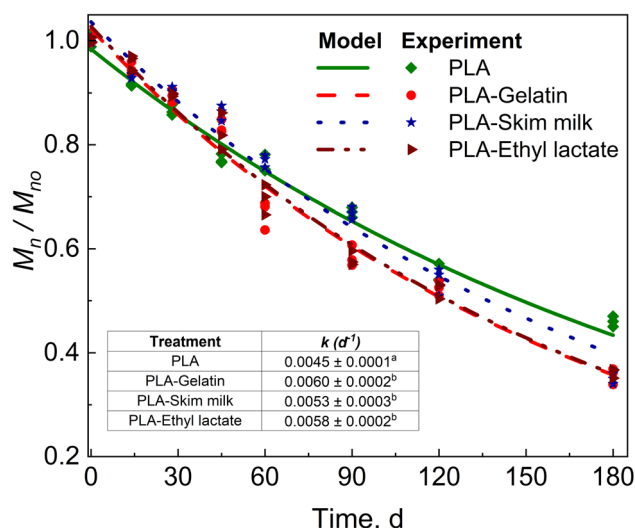 Model Experiment
PLA
PLA-Gelatin
PLA-Skim milk
PLA-Ethyl lactate
Mn / Mno
1.0
0.8
0.6
0.4
0.2
Treatment k (d-1)
PLA 0.0045 ± 0.0001a
PLA-Gelatin 0.0060 ± 0.0002b
PLA-Skim milk 0.0053 ± 0.0003b
PLA-Ethyl lactate 0.0058 ± 0.0002b
0 30 60 90 120 150 180
Time, d